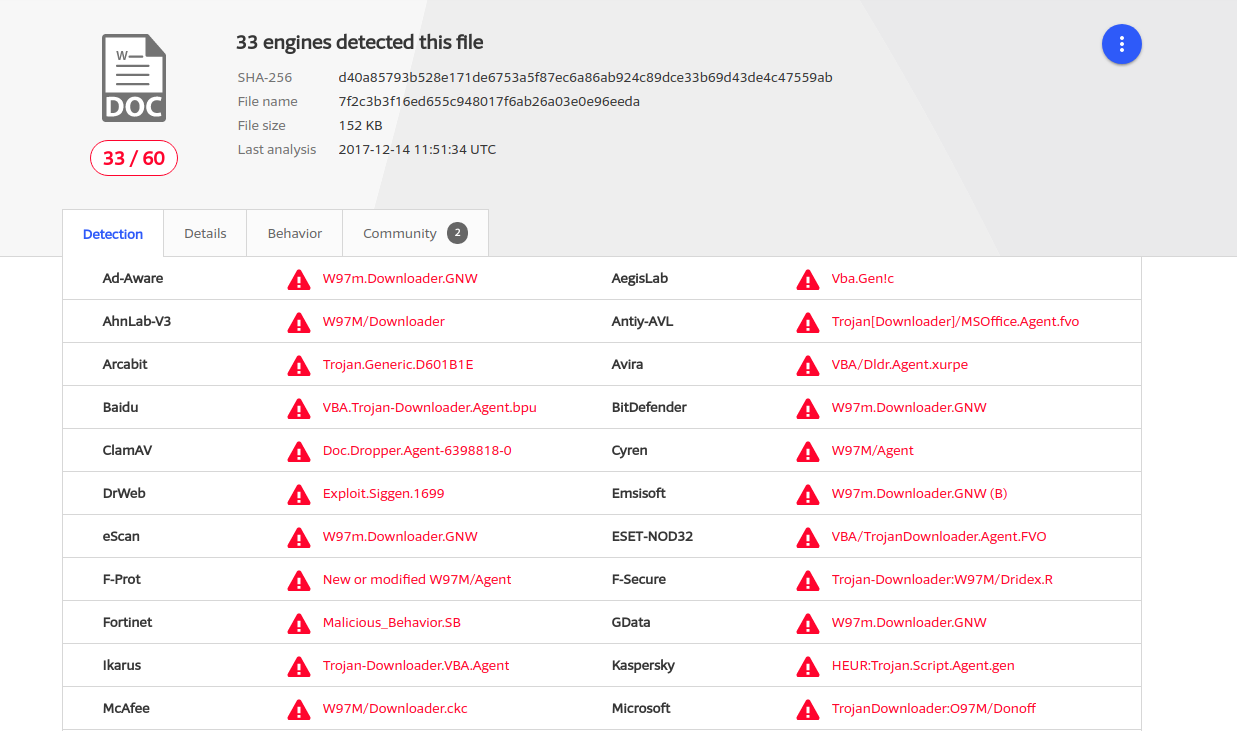 W
DOC
33 / 60
33 engines detected this file
SHA-256 d40a85793b528e171de6753a5f87ec6a86ab924c89dce33b69d43de4c47559ab
File name 7f2c3b3f16ed655c948017f6ab26a03e0e96eeda
File size 152 KB
Last analysis 2017-12-14 11:51:34 UTC
Detection Details Behavior Community 2
Ad-Aware W97m.Downloader.GNW AegisLab Vba.Gen!c
AhnLab-V3 W97M/Downloader Antiy-AVL Trojan[Downloader]/MSOffice.Agent.fvo
Arcabit Trojan.Generic.D601B1E Avira VBA/Dldr.Agent.xurpe
Baidu VBA.Trojan-Downloader.Agent.bpu BitDefender W97m.Downloader.GNW
ClamAV Doc.Dropper.Agent-6398818-0 Cyren W97M/Agent
DrWeb Exploit.Siggen.1699 Emsisoft W97m.Downloader.GNW (B)
eScan W97m.Downloader.GNW ESET-NOD32 VBA/TrojanDownloader.Agent.FVO
F-Prot New or modified W97M/Agent F-Secure Trojan-Downloader:W97M/Dridex.R
Fortinet Malicious_Behavior.SB GData W97m.Downloader.GNW
Ikarus Trojan-Downloader.VBA.Agent Kaspersky HEUR:Trojan.Script.Agent.gen
McAfee W97M/Downloader.ckc Microsoft TrojanDownloader:O97M/Donoff